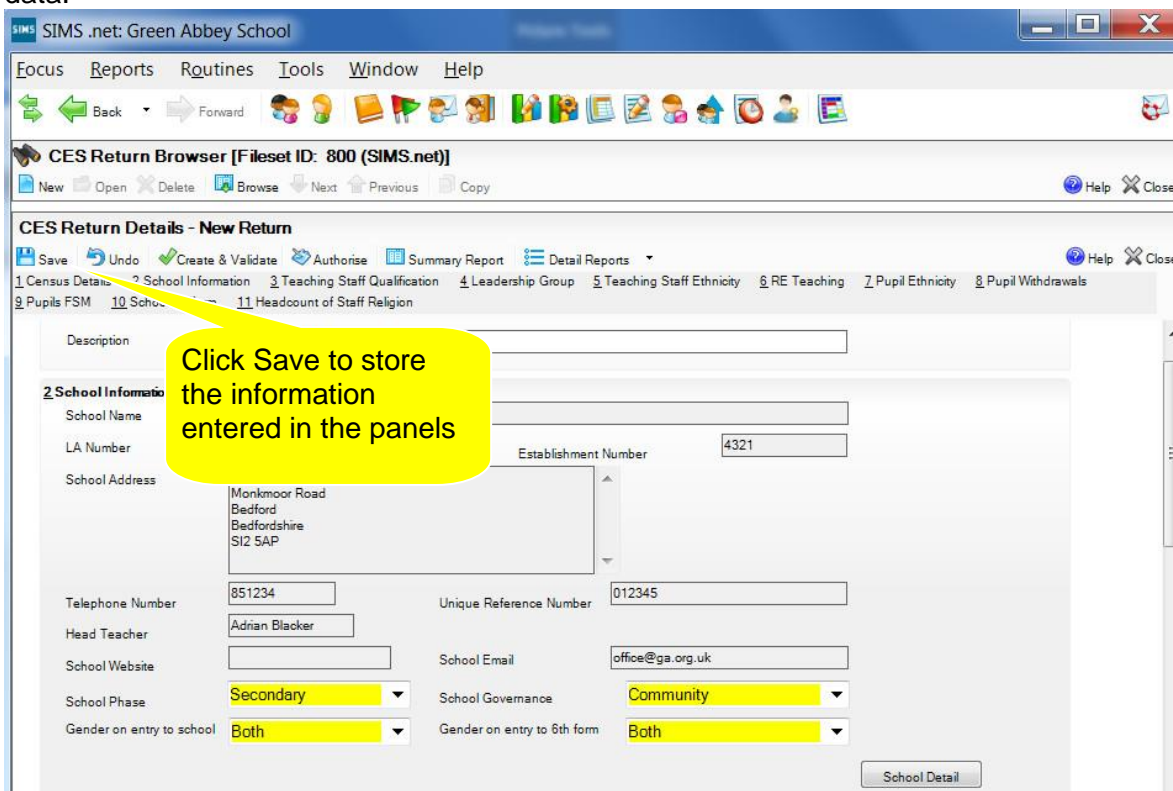 data.
SIMS SIMS .net: Green Abbey School
Focus Reports Routines Tools Window Help
Back Forward
CES Return Browser [Fileset ID: 800 (SIMS.net)]
New Open Delete Browse Next Previous Copy Help Close
CES Return Details - New Return
Save Undo Create & Validate Authorise Summary Report Detail Reports Help Close
1 Census Details 2 School Information 3 Teaching Staff Qualification 4 Leadership Group 5 Teaching Staff Ethnicity 6 RE Teaching 7 Pupil Ethnicity 8 Pupil Withdrawals
9 Pupils FSM 10 School 11 Headcount of Staff Religion
Description
Click Save to store
the information
entered in the panels
2 School Information
School Name
LA Number Establishment Number 4321
School Address
Monkmoor Road
Bedford
Bedfordshire
SI2 5AP
Telephone Number 851234 Unique Reference Number 012345
Head Teacher Adrian Blacker
School Website School Email office@ga.org.uk
School Phase Secondary School Governance Community
Gender on entry to school Both Gender on entry to 6th form Both
School Detail